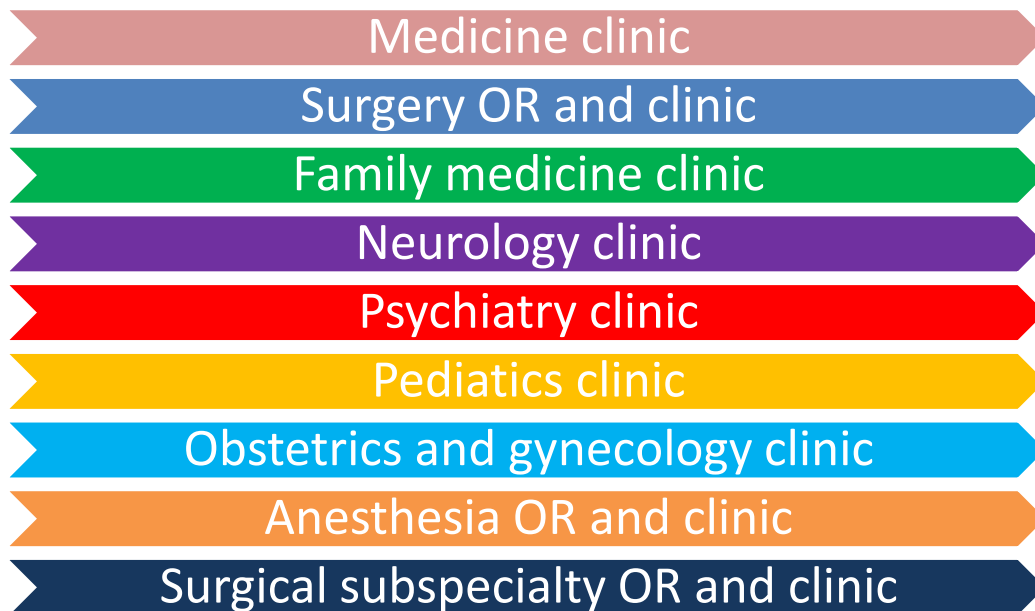 Medicine clinic
Surgery OR and clinic
Family medicine clinic
Neurology clinic
Psychiatry clinic
Pediatics clinic
Obstetrics and gynecology clinic
Anesthesia OR and clinic
Surgical subspecialty OR and clinic